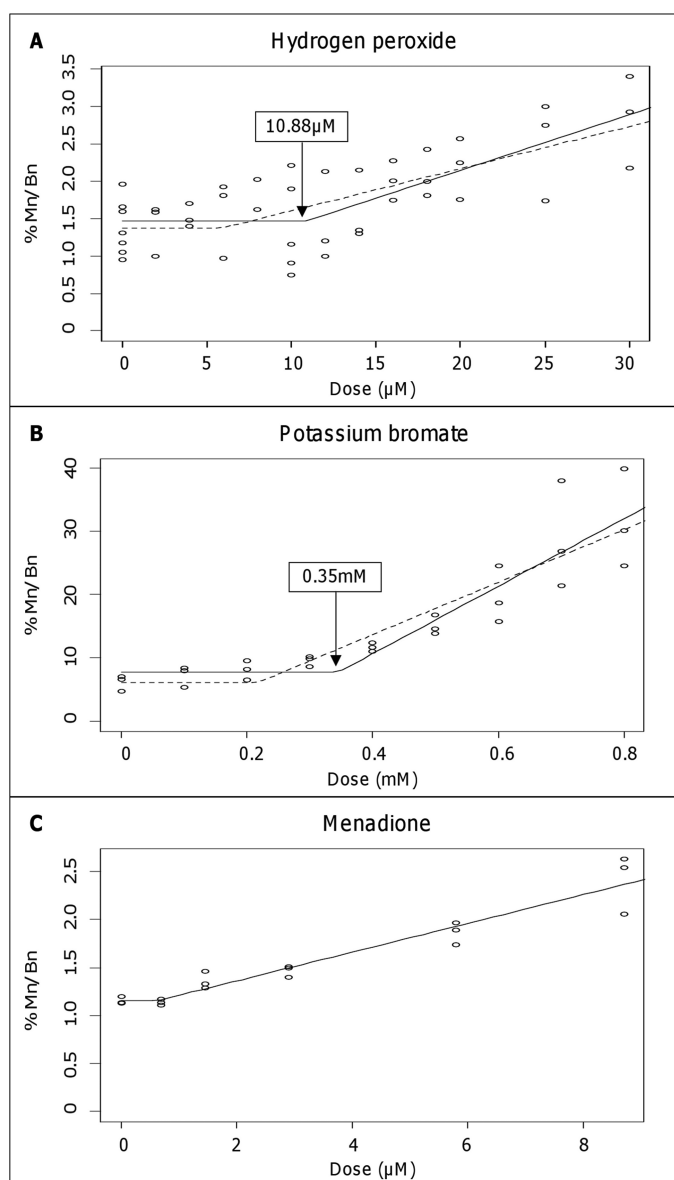 A
Hydrogen peroxide
%Mn/Bn
3.5
3.0
2.5
2.0
1.5
1.0
0.5
0
10.88µM
0 5 10 15 20 25 30
Dose (µM)
B
Potassium bromate
%Mn/Bn
40
30
20
10
0
0.35mM
0 0.2 0.4 0.6 0.8
Dose (mM)
C
Menadione
%Mn/Bn
2.5
2.0
1.5
1.0
0.5
0
0 2 4 6 8
Dose (µM)